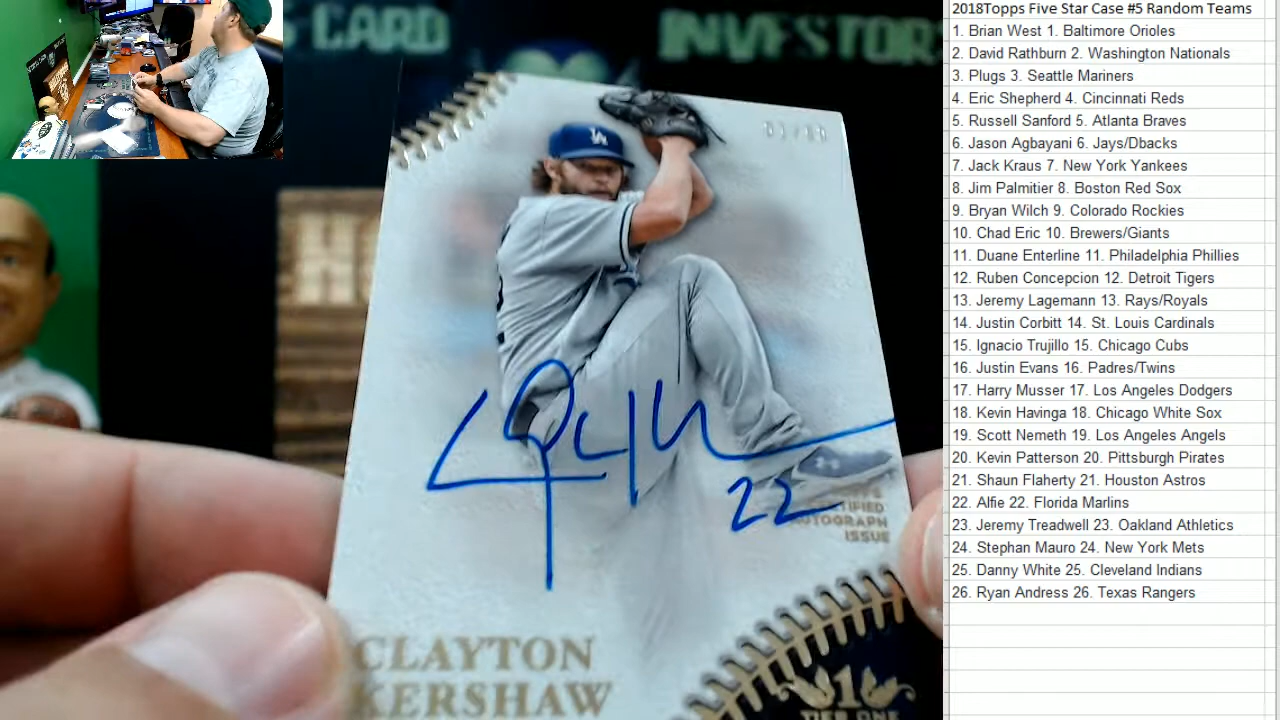 CARD
INVESTOR
LA
CERTIFIED
AUTOGRAPH
ISSUE
22
CLAYTON
KERSHAW
1
TIER ONE
2018Topps Five Star Case #5 Random Teams
1. Brian West 1. Baltimore Orioles
2. David Rathburn 2. Washington Nationals
3. Plugs 3. Seattle Mariners
4. Eric Shepherd 4. Cincinnati Reds
5. Russell Sanford 5. Atlanta Braves
6. Jason Agbayani 6. Jays/Dbacks
7. Jack Kraus 7. New York Yankees
8. Jim Palmitier 8. Boston Red Sox
9. Bryan Wilch 9. Colorado Rockies
10. Chad Eric 10. Brewers/Giants
11. Duane Enterline 11. Philadelphia Phillies
12. Ruben Concepcion 12. Detroit Tigers
13. Jeremy Lagemann 13. Rays/Royals
14. Justin Corbitt 14. St. Louis Cardinals
15. Ignacio Trujillo 15. Chicago Cubs
16. Justin Evans 16. Padres/Twins
17. Harry Musser 17. Los Angeles Dodgers
18. Kevin Havinga 18. Chicago White Sox
19. Scott Nemeth 19. Los Angeles Angels
20. Kevin Patterson 20. Pittsburgh Pirates
21. Shaun Flaherty 21. Houston Astros
22. Alfie 22. Florida Marlins
23. Jeremy Treadwell 23. Oakland Athletics
24. Stephan Mauro 24. New York Mets
25. Danny White 25. Cleveland Indians
26. Ryan Andress 26. Texas Rangers